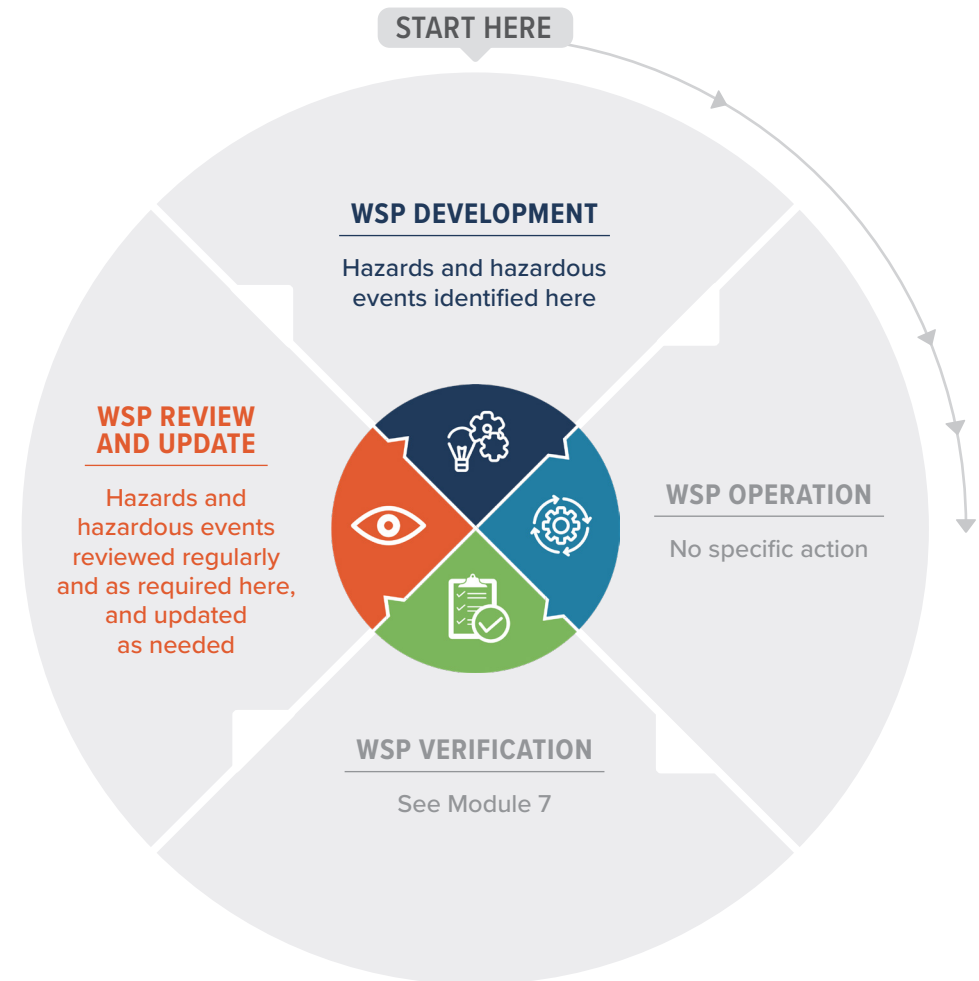 START HERE
WSP DEVELOPMENT
Hazards and hazardous
events identified here
WSP OPERATION
No specific action
WSP VERIFICATION
See Module 7
WSP REVIEW
AND UPDATE
Hazards and
hazardous events
reviewed regularly
and as required here,
and updated
as needed